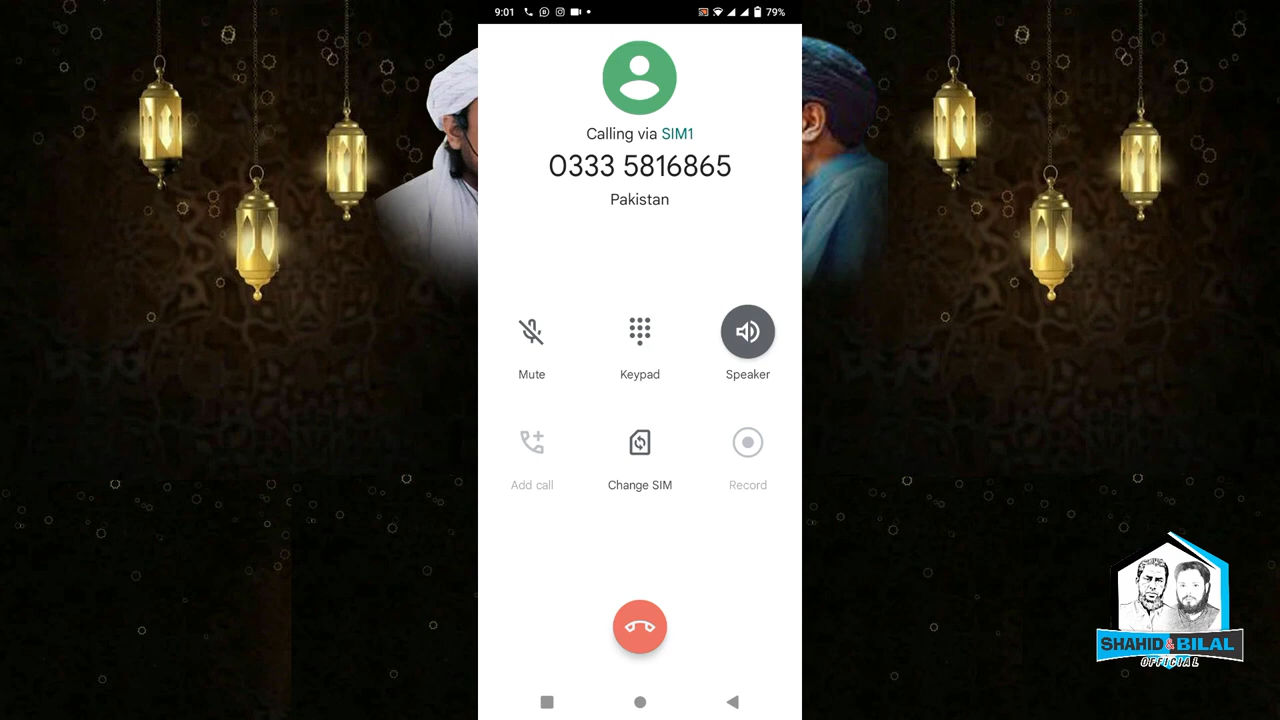 9:01
79%
Calling via SIM1
0333 5816865
Pakistan
Mute
Keypad
Speaker
Add call
Change SIM
Record
SHAHID & BILAL
OFFICIAL